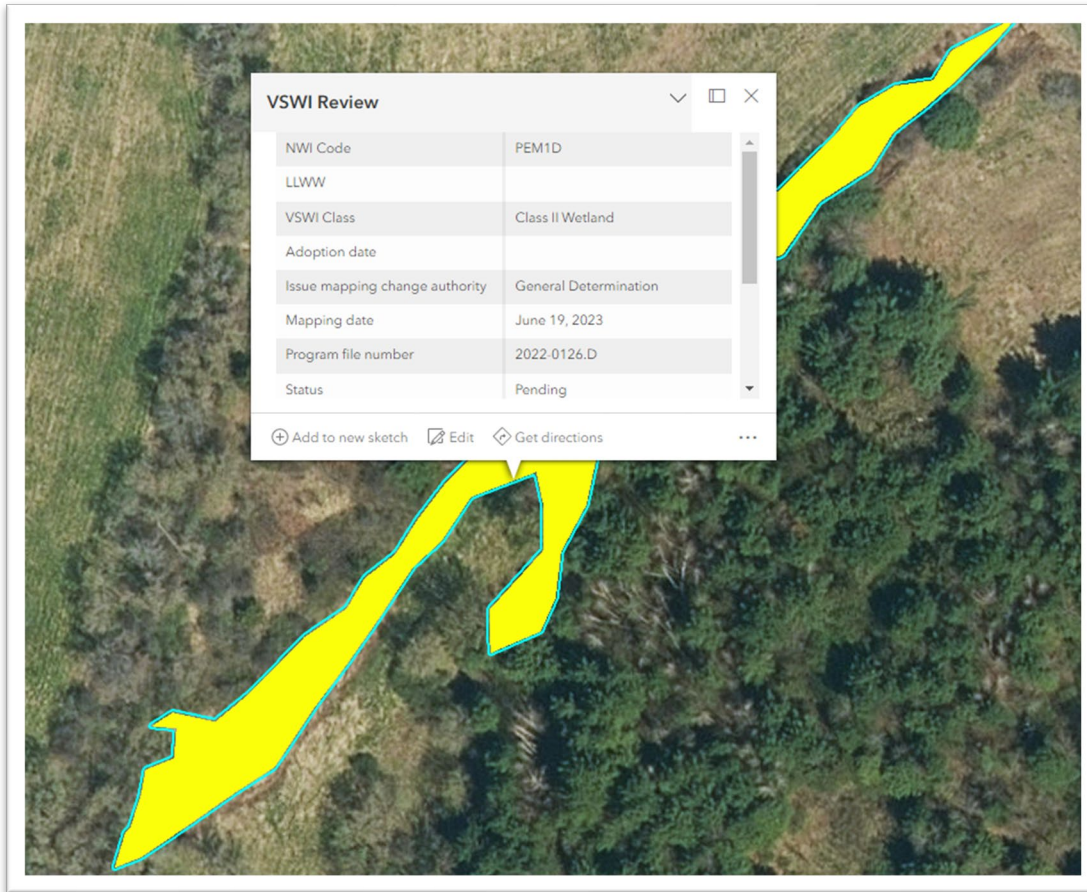 VSWI Review
NWI Code PEM1D
LLWW
VSWI Class Class II Wetland
Adoption date
Issue mapping change authority General Determination
Mapping date June 19, 2023
Program file number 2022-0126.D
Status Pending
Add to new sketch Edit Get directions